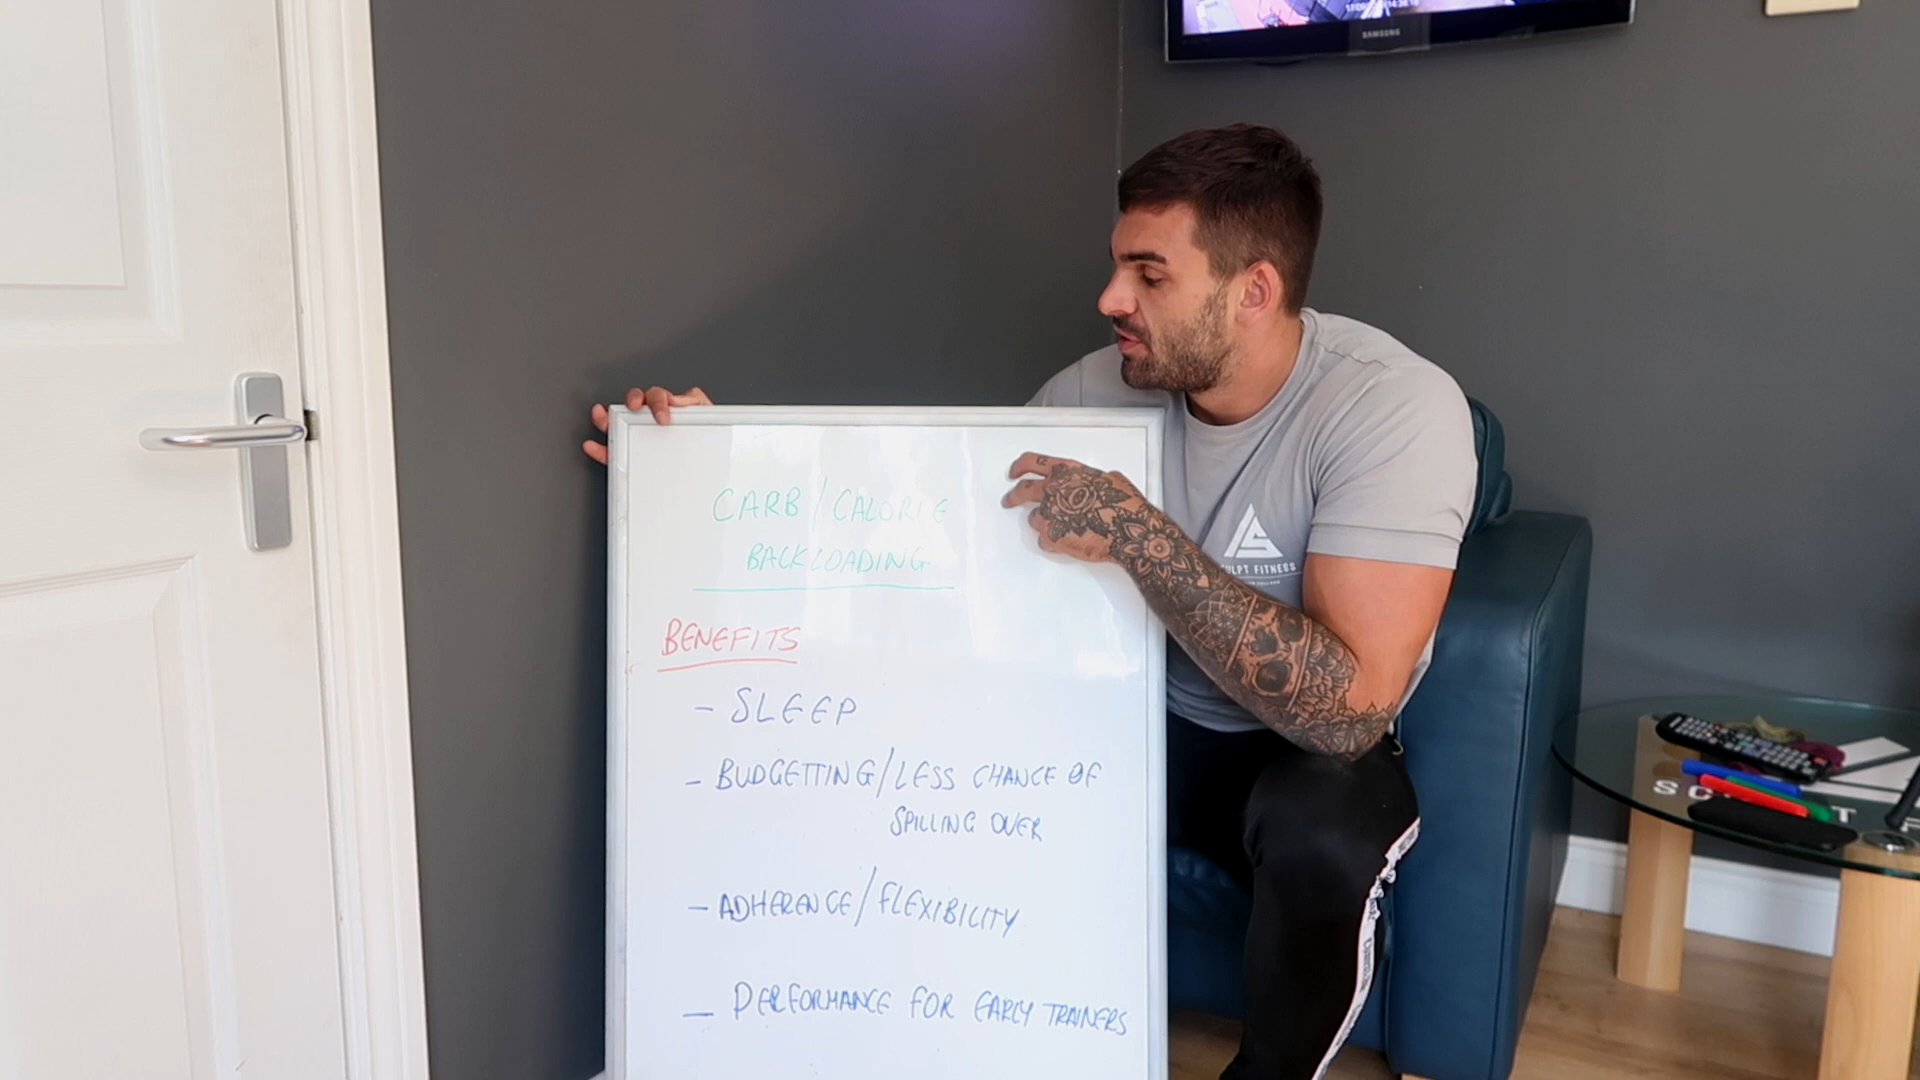 SAMSUNG
CARB/CALORIE
BACKLOADING
BENEFITS
- SLEEP
- BUDGETTING/LESS CHANCE OF
SPILLING OVER
- ADHERENCE/FLEXIBILITY
- PERFORMANCE FOR EARLY TRAINERS
FITNESS